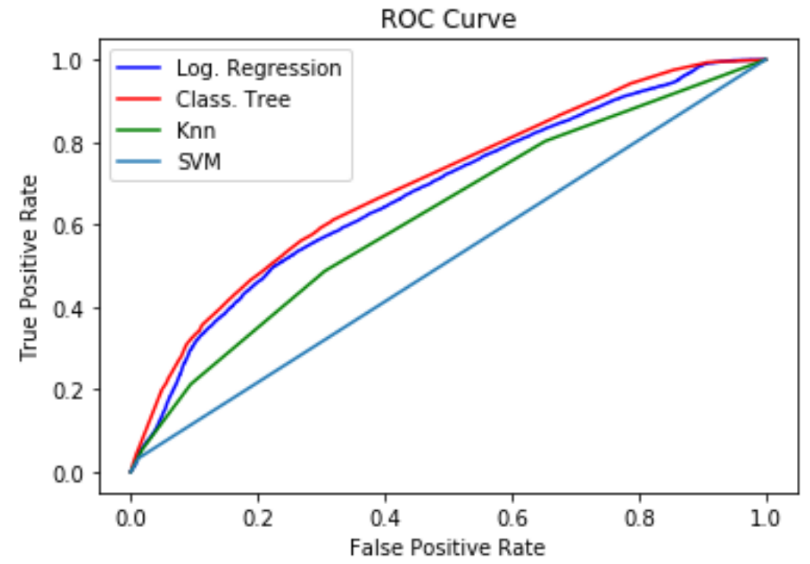 ROC Curve
Log. Regression
Class. Tree
Knn
SVM
1.0
0.8
0.6
0.4
0.2
0.0
True Positive Rate
0.0 0.2 0.4 0.6 0.8 1.0
False Positive Rate